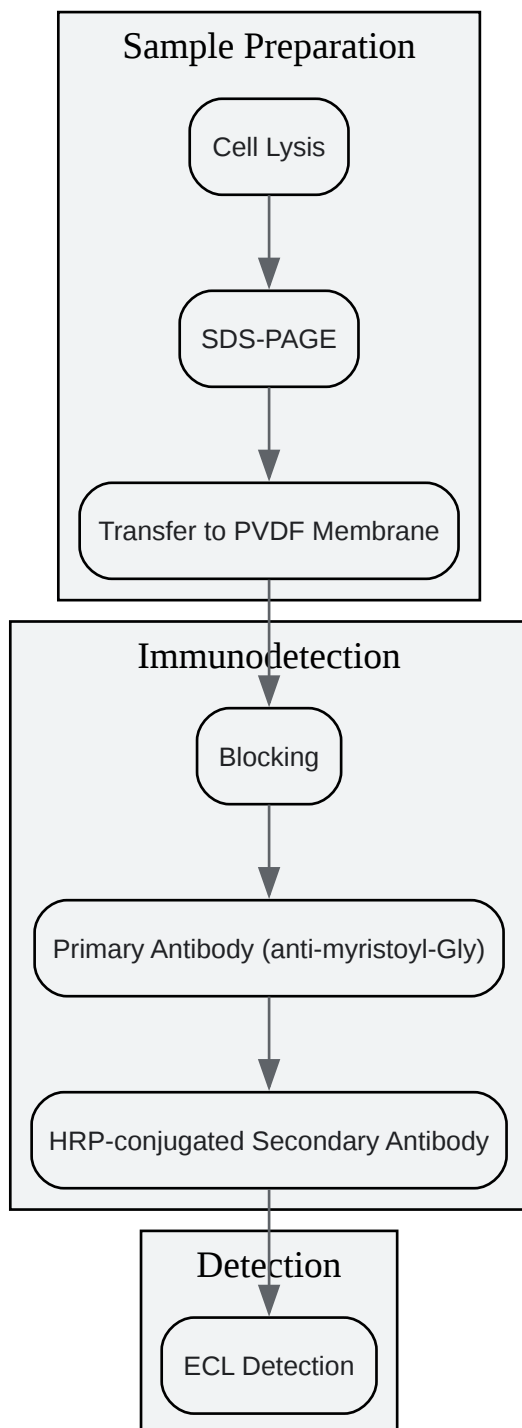 Sample Preparation
Cell Lysis
SDS-PAGE
Transfer to PVDF Membrane
Immunodetection
Blocking
Primary Antibody (anti-myristoyl-Gly)
HRP-conjugated Secondary Antibody
Detection
ECL Detection